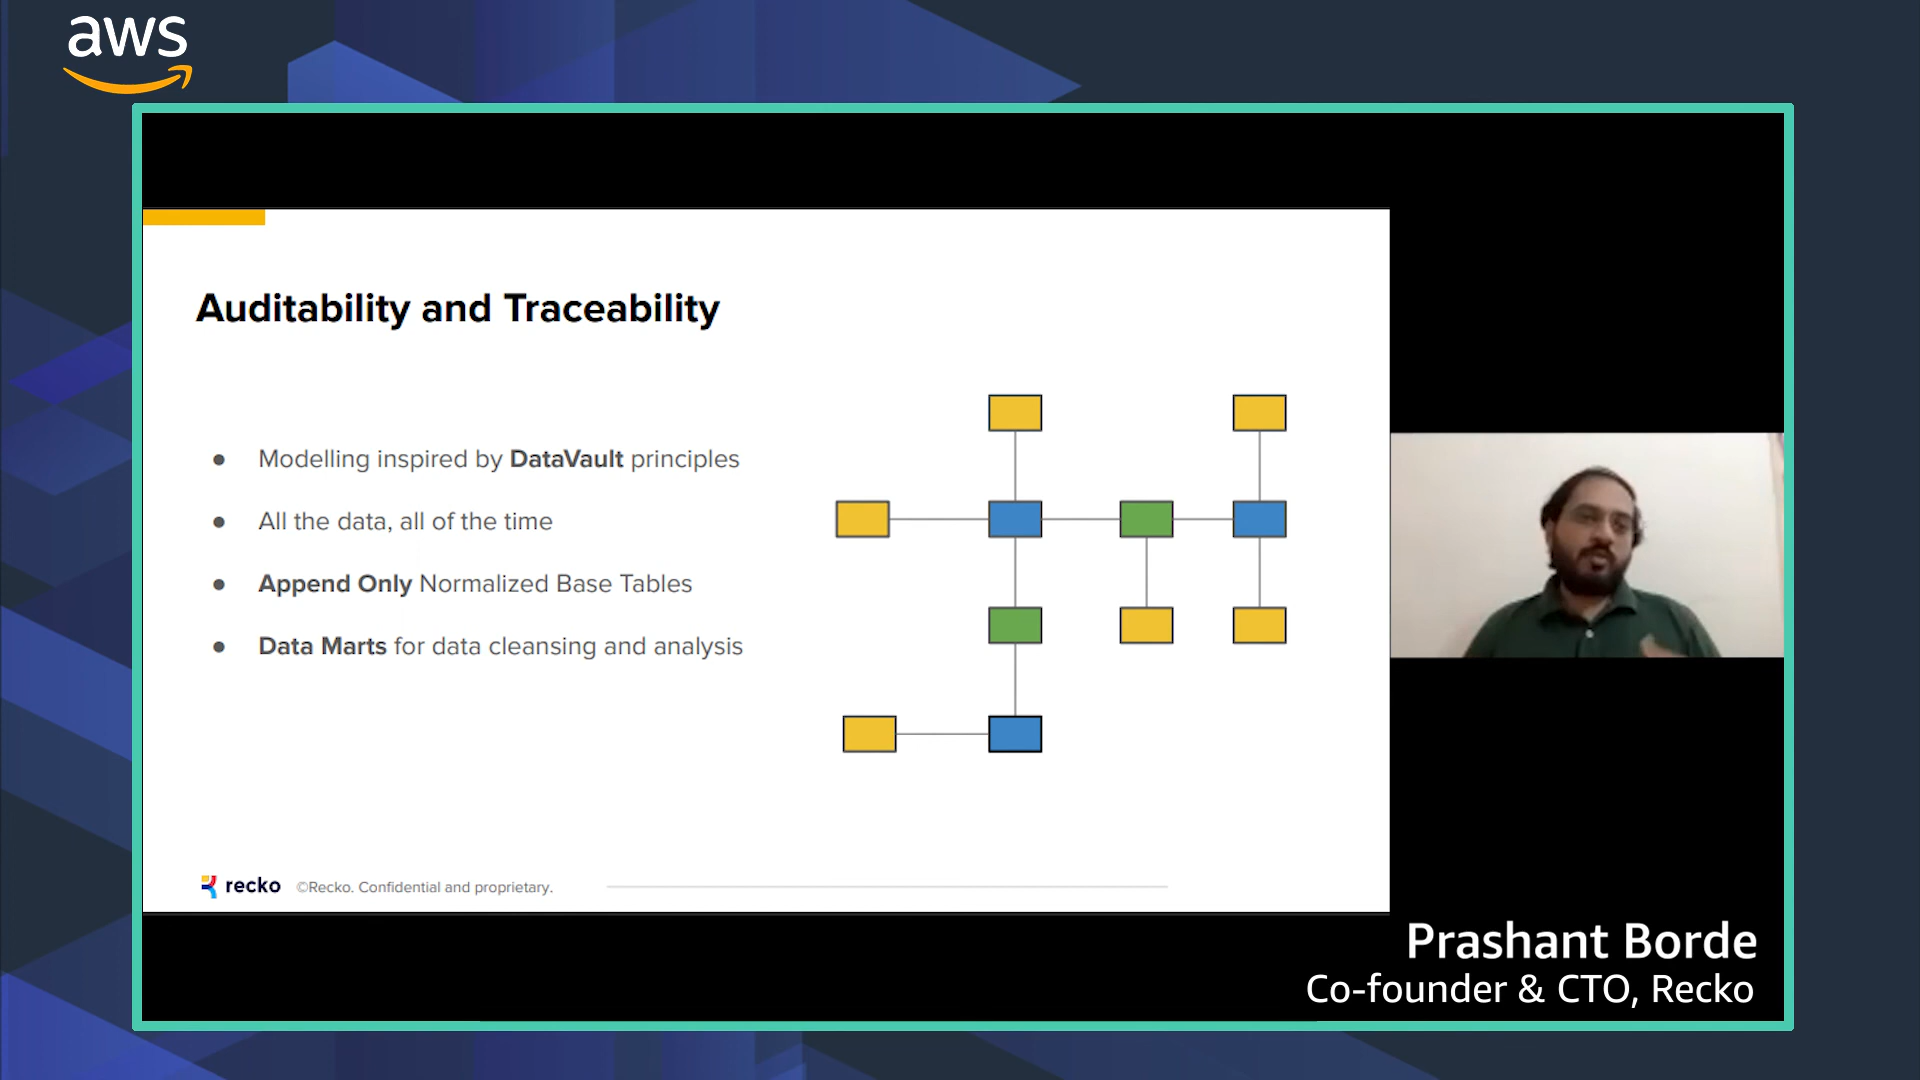 aws
Auditability and Traceability
● Modelling inspired by DataVault principles
● All the data, all of the time
● Append Only Normalized Base Tables
● Data Marts for data cleansing and analysis
recko ©Recko. Confidential and proprietary.
Prashant Borde
Co-founder & CTO, Recko